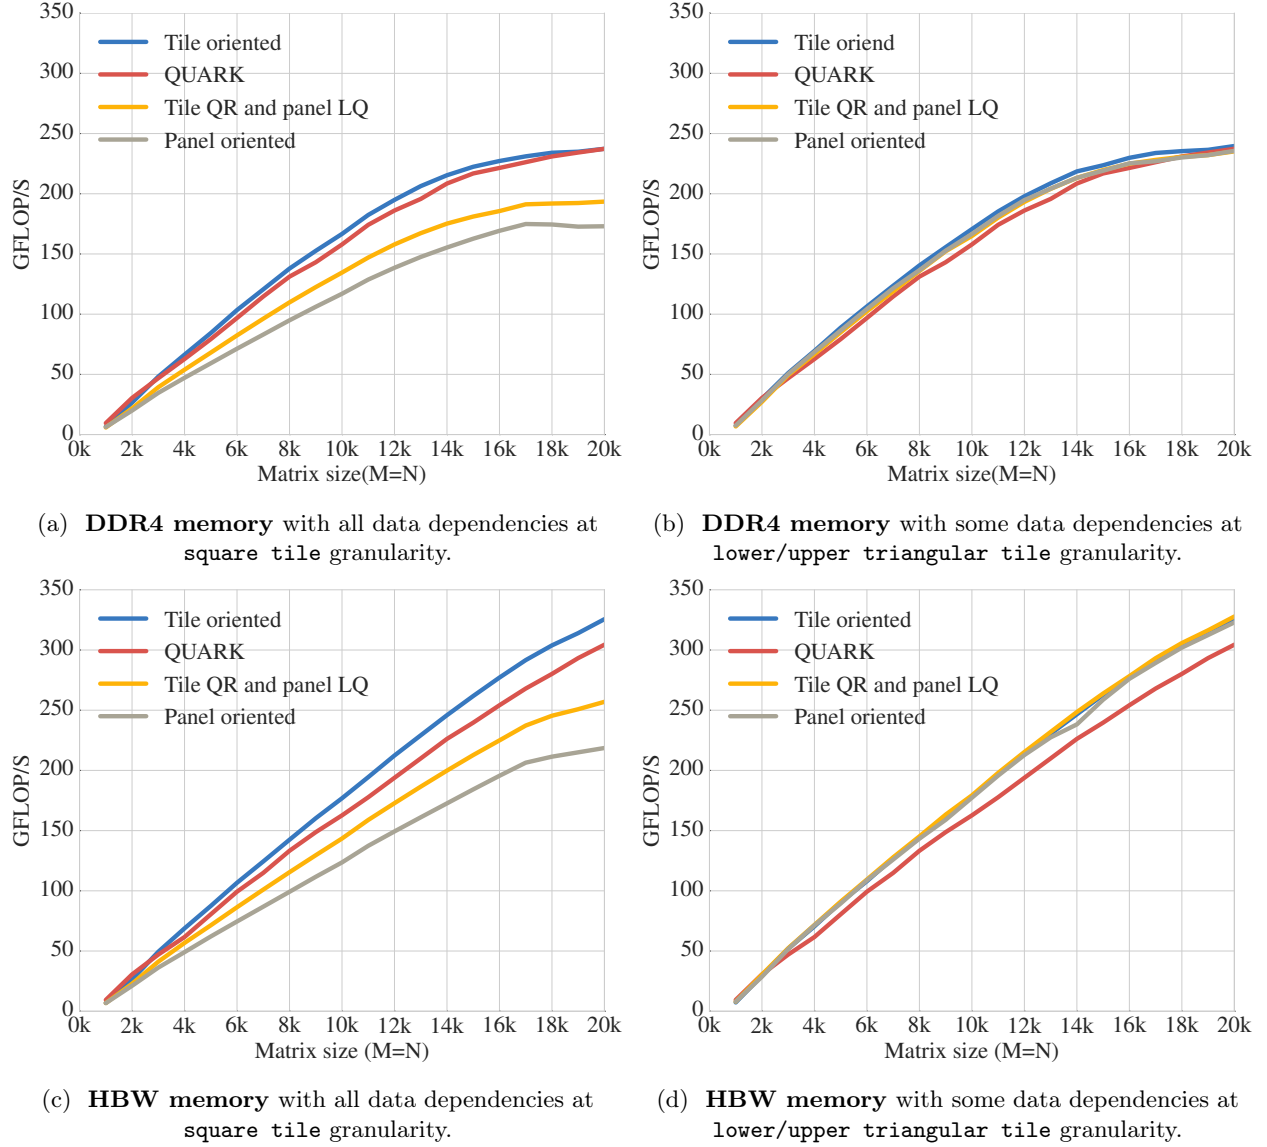 350
300
250
200
150
100
50
0
GFLOP/S
Tile oriented
QUARK
Tile QR and panel LQ
Panel oriented
0k 2k 4k 6k 8k 10k 12k 14k 16k 18k 20k
Matrix size(M=N)
(a) DDR4 memory with all data dependencies at
square tile granularity.
350
300
250
200
150
100
50
0
GFLOP/S
Tile oriend
QUARK
Tile QR and panel LQ
Panel oriented
0k 2k 4k 6k 8k 10k 12k 14k 16k 18k 20k
Matrix size(M=N)
(b) DDR4 memory with some data dependencies at
lower/upper triangular tile granularity.
350
300
250
200
150
100
50
0
GFLOP/S
Tile oriented
QUARK
Tile QR and panel LQ
Panel oriented
0k 2k 4k 6k 8k 10k 12k 14k 16k 18k 20k
Matrix size (M=N)
(c) HBW memory with all data dependencies at
square tile granularity.
350
300
250
200
150
100
50
0
GFLOP/S
Tile oriented
QUARK
Tile QR and panel LQ
Panel oriented
0k 2k 4k 6k 8k 10k 12k 14k 16k 18k 20k
Matrix size (M=N)
(d) HBW memory with some data dependencies at
lower/upper triangular tile granularity.